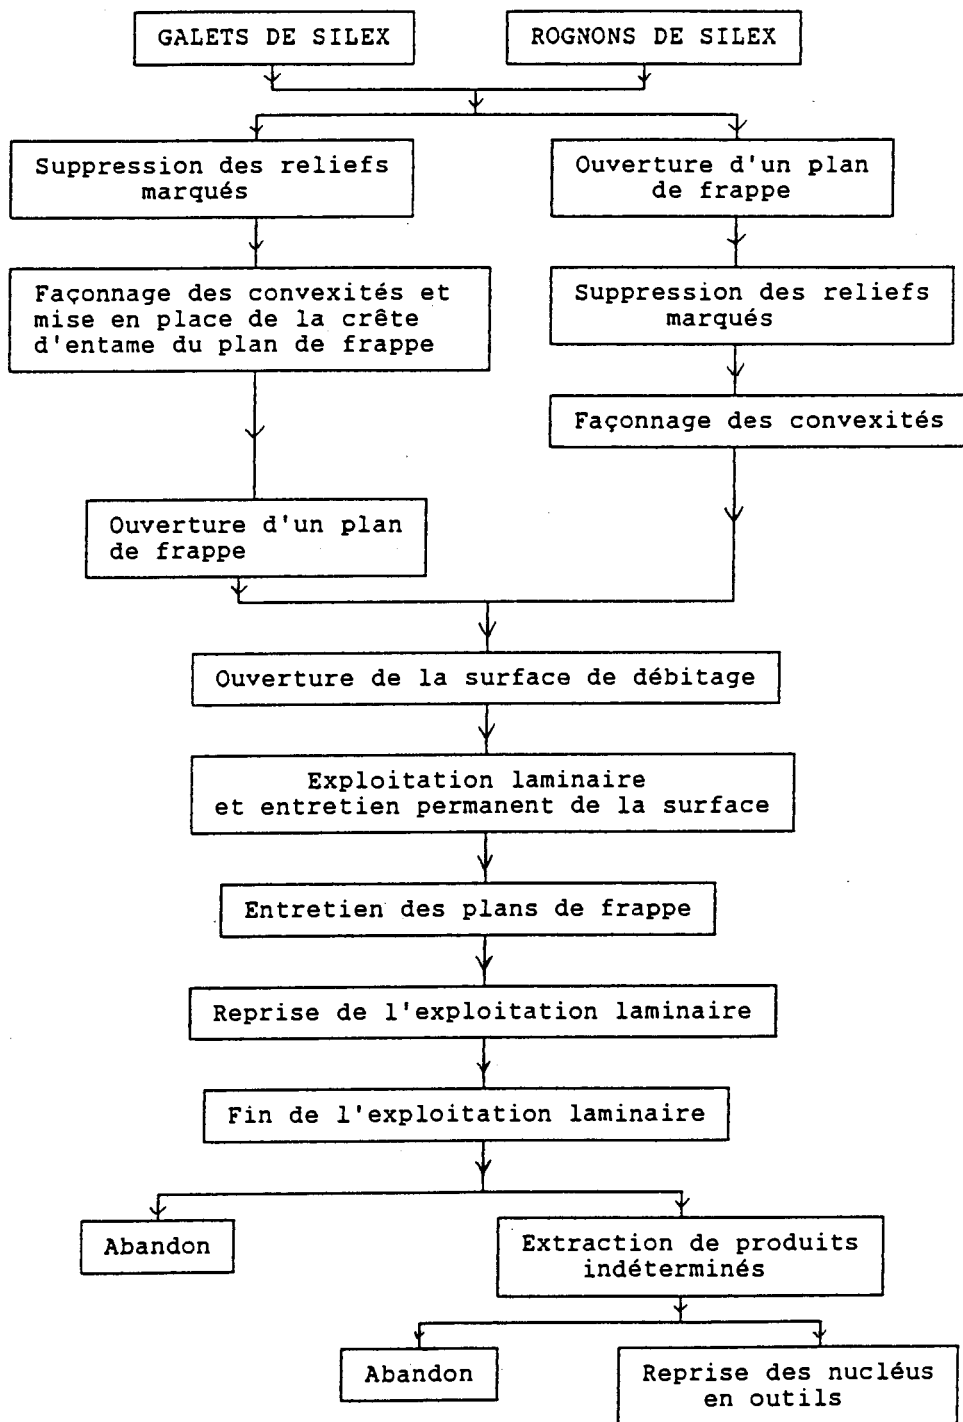 GALETS DE SILEX
ROGNONS DE SILEX
Suppression des reliefs
marqués
Ouverture d'un plan
de frappe
Façonnage des convexités et
mise en place de la crête
d'entame du plan de frappe
Suppression des reliefs
marqués
Façonnage des convexités
Ouverture d'un plan
de frappe
Ouverture de la surface de débitage
Exploitation laminaire
et entretien permanent de la surface
Entretien des plans de frappe
Reprise de l'exploitation laminaire
Fin de l'exploitation laminaire
Abandon
Extraction de produits
indéterminés
Abandon
Reprise des nucléus
en outils